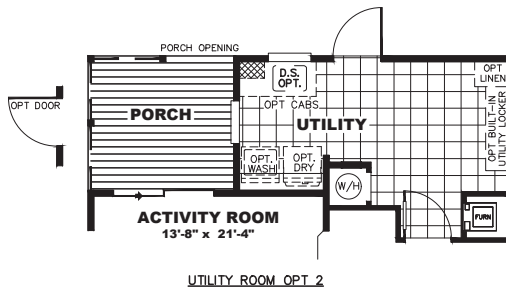 PORCH OPENING
D.S.
OPT.
OPT
LINEN
OPT DOOR
OPT CABS
PORCH
UTILITY
OPT BUILT-IN
UTILITY LOCKER
OPT.
WASH
OPT.
DRY
W/H
FURN
ACTIVITY ROOM
13'-8" x 21'-4"
UTILITY ROOM OPT 2